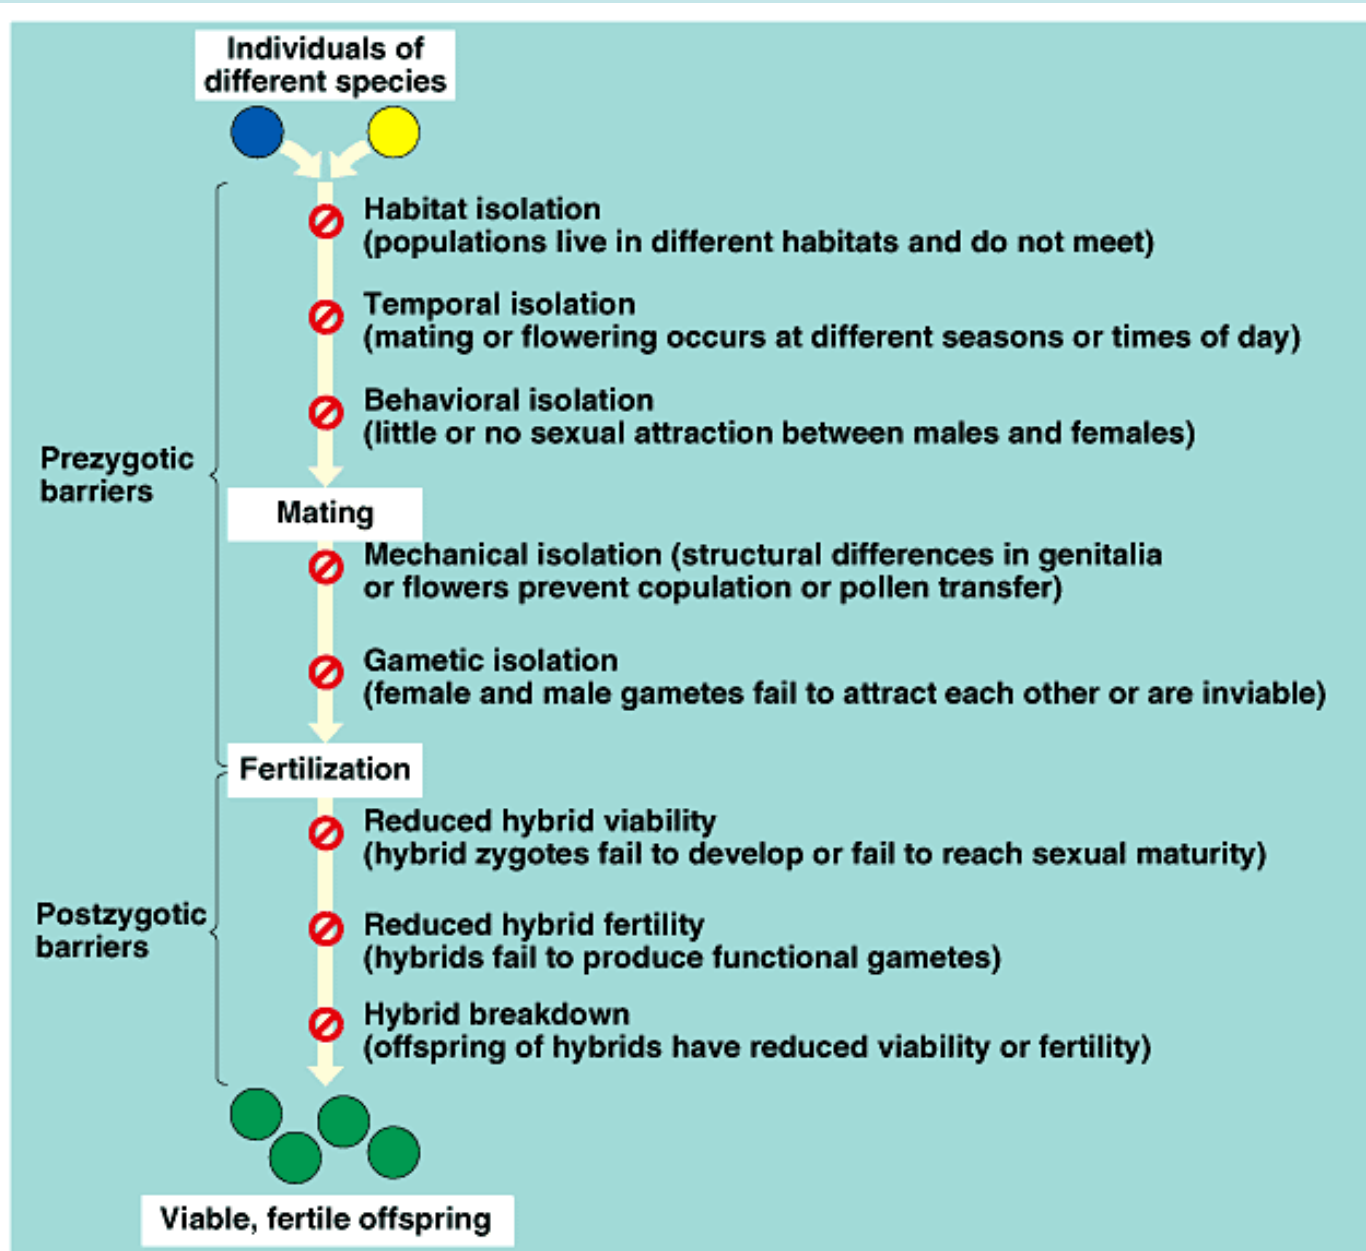 Individuals of
different species
Habitat isolation
(populations live in different habitats and do not meet)
Temporal isolation
(mating or flowering occurs at different seasons or times of day)
Behavioral isolation
(little or no sexual attraction between males and females)
Prezygotic
barriers
Mating
Mechanical isolation (structural differences in genitalia
or flowers prevent copulation or pollen transfer)
Gametic isolation
(female and male gametes fail to attract each other or are inviable)
Fertilization
Reduced hybrid viability
(hybrid zygotes fail to develop or fail to reach sexual maturity)
Postzygotic
barriers
Reduced hybrid fertility
(hybrids fail to produce functional gametes)
Hybrid breakdown
(offspring of hybrids have reduced viability or fertility)
Viable, fertile offspring